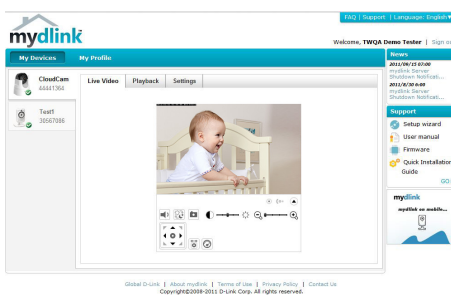 FAQ | Support | Language: English
mydlink
Welcome, TWQA Demo Tester | Sign
My Devices
My Profile
CloudCam
44441364
Test1
30567086
Live Video
Playback
Settings
News
2011/09/15 07:00
mydlink Server
Shutdown Notificati...
2011/8/30 0:00
mydlink Server
Shutdown Notificati...
Support
Setup wizard
User manual
Firmware
Quick Installation
Guide
GO
mydlink
mydlink on mobile...
Global D-Link | About mydlink | Terms of Use | Privacy Policy | Contact Us
Copyright©2008-2011 D-Link Corp. All rights reserved.